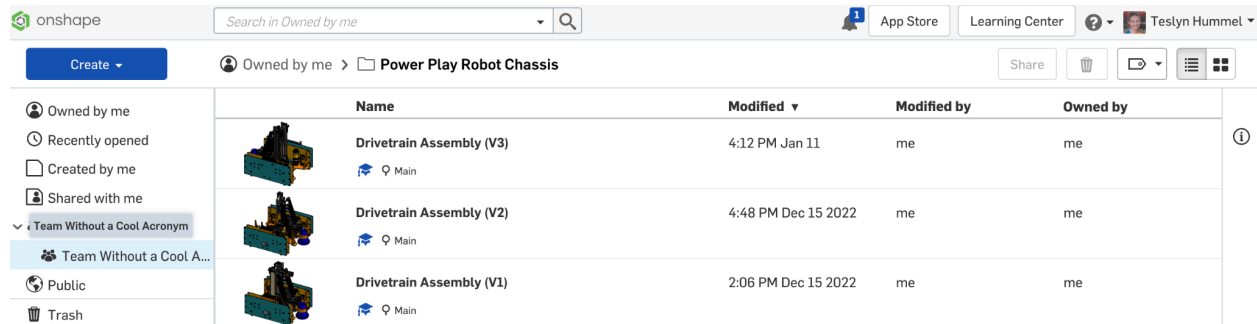 onshape
Search in Owned by me
1
App Store
Learning Center
Teslyn Hummel
Create
Owned by me > Power Play Robot Chassis
Share
Owned by me
Recently opened
Created by me
Shared with me
Team Without a Cool Acronym
Team Without a Cool A...
Public
Trash
Name Modified Modified by Owned by
Drivetrain Assembly (V3) 4:12 PM Jan 11 me me
Main
Drivetrain Assembly (V2) 4:48 PM Dec 15 2022 me me
Main
Drivetrain Assembly (V1) 2:06 PM Dec 15 2022 me me
Main